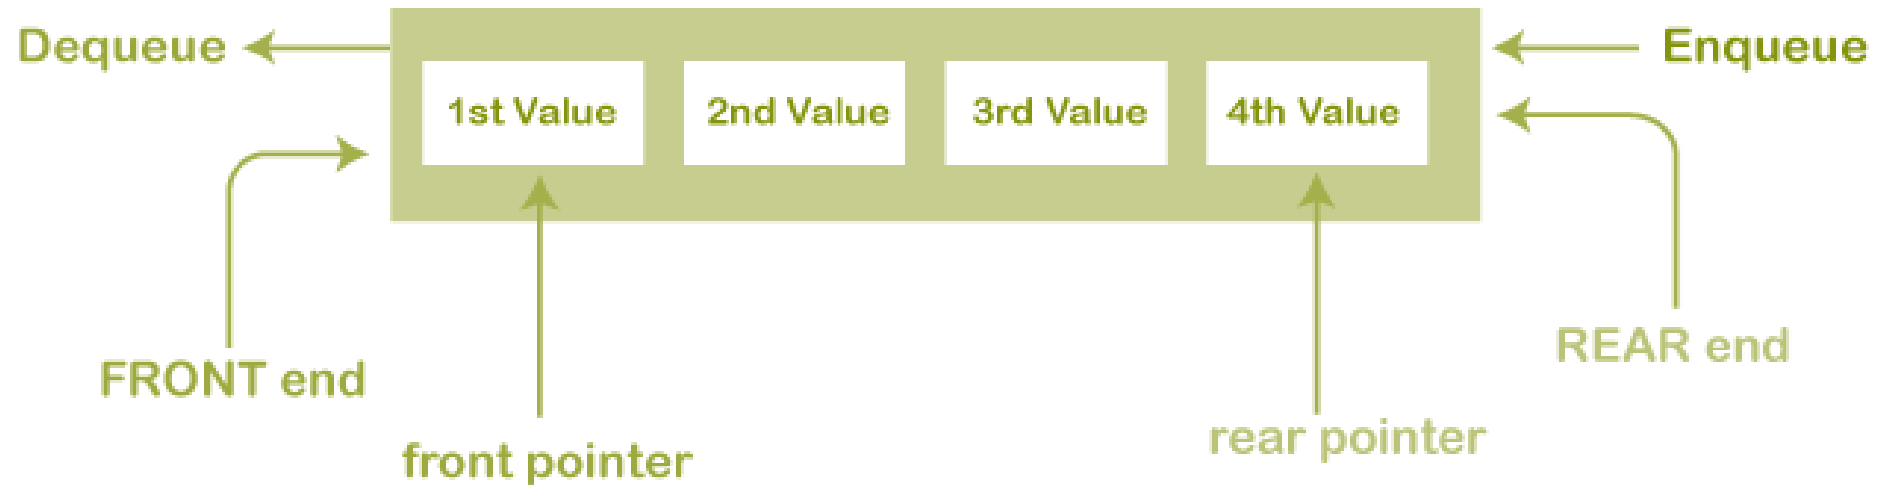 Dequeue
Enqueue
1st Value
2nd Value
3rd Value
4th Value
FRONT end
REAR end
front pointer
rear pointer